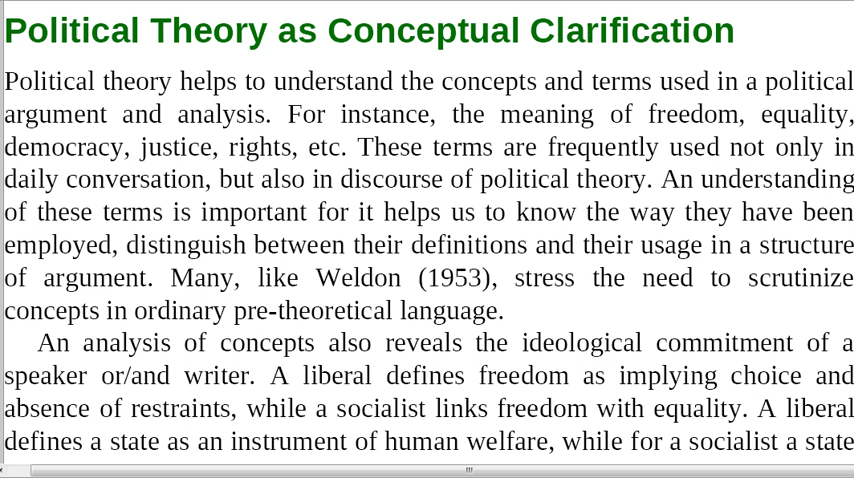 Political Theory as Conceptual Clarification
Political theory helps to understand the concepts and terms used in a political
argument and analysis. For instance, the meaning of freedom, equality,
democracy, justice, rights, etc. These terms are frequently used not only in
daily conversation, but also in discourse of political theory. An understanding
of these terms is important for it helps us to know the way they have been
employed, distinguish between their definitions and their usage in a structure
of argument. Many, like Weldon (1953), stress the need to scrutinize
concepts in ordinary pre-theoretical language.
An analysis of concepts also reveals the ideological commitment of a
speaker or/and writer. A liberal defines freedom as implying choice and
absence of restraints, while a socialist links freedom with equality. A liberal
defines a state as an instrument of human welfare, while for a socialist a state